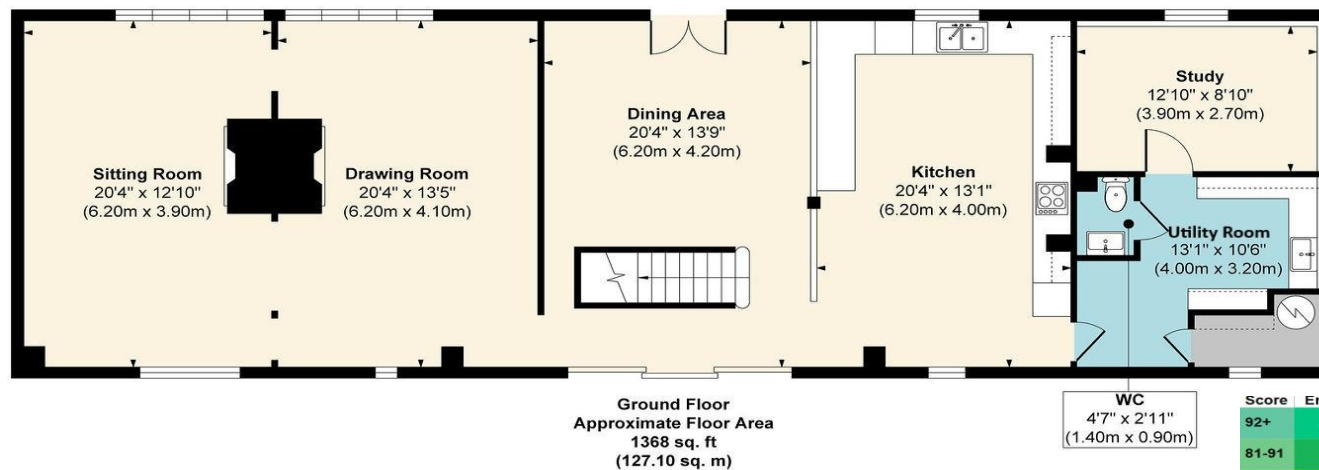 Sitting Room
20'4" x 12'10"
(6.20m x 3.90m)
Drawing Room
20'4" x 13'5"
(6.20m x 4.10m)
Dining Area
20'4" x 13'9"
(6.20m x 4.20m)
Kitchen
20'4" x 13'1"
(6.20m x 4.00m)
Study
12'10" x 8'10"
(3.90m x 2.70m)
Utility Room
13'1" x 10'6"
(4.00m x 3.20m)
WC
4'7" x 2'11"
(1.40m x 0.90m)
Ground Floor
Approximate Floor Area
1368 sq. ft
(127.10 sq. m)
Score
92+
81-91